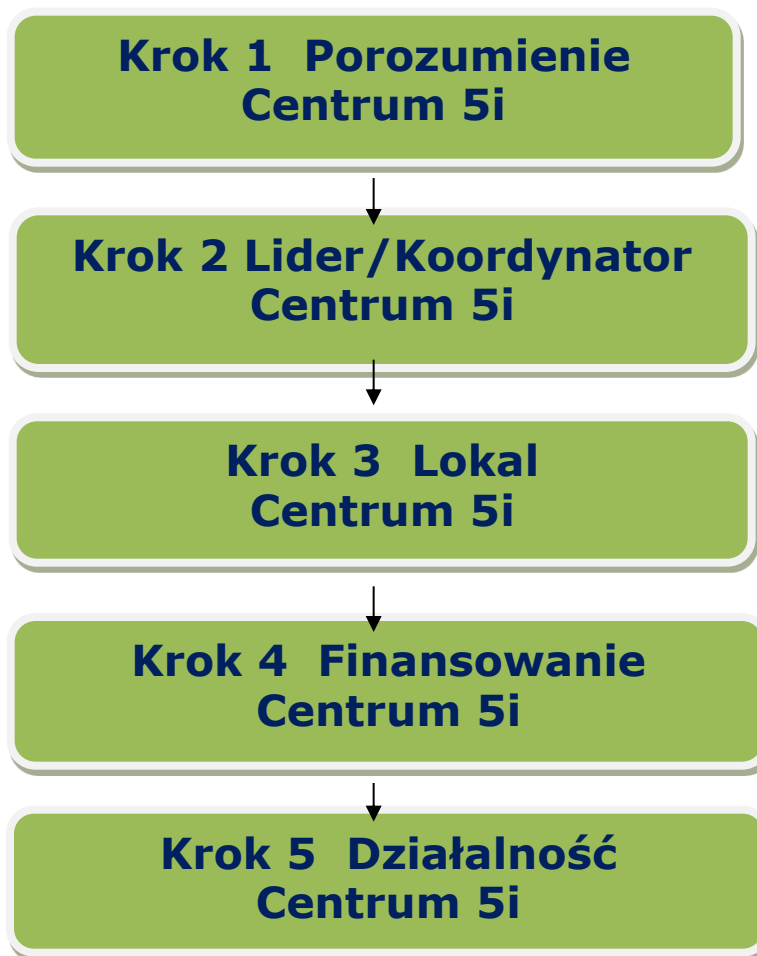 Krok 1  Porozumienie
Centrum 5i
Krok 2 Lider/Koordynator
Centrum 5i
Krok 3  Lokal
Centrum 5i
Krok 4  Finansowanie
Centrum 5i
Krok 5  Działalność
Centrum 5i